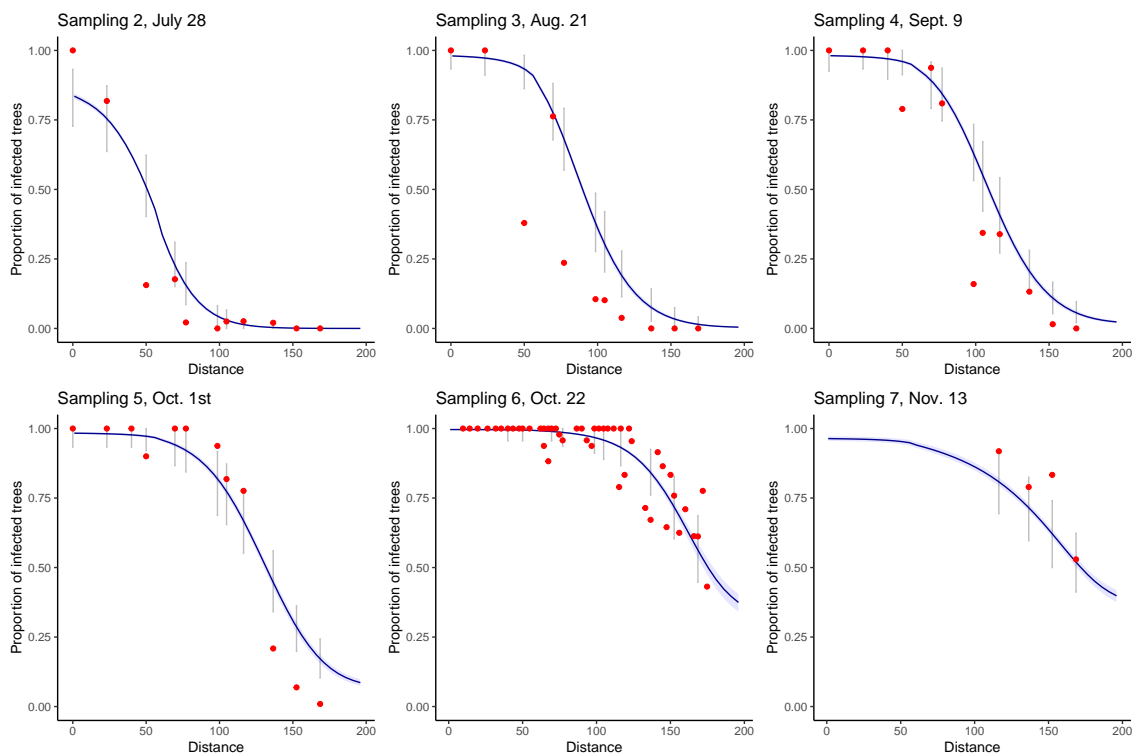 Sampling 2, July 28
Sampling 3, Aug. 21
Sampling 4, Sept. 9
Proportion of infected trees
1.00
0.75
0.50
0.25
0.00
0 50 100 150 200
Distance
Proportion of infected trees
1.00
0.75
0.50
0.25
0.00
0 50 100 150 200
Distance
Proportion of infected trees
1.00
0.75
0.50
0.25
0.00
0 50 100 150 200
Distance
Sampling 5, Oct. 1st
Sampling 6, Oct. 22
Sampling 7, Nov. 13
Proportion of infected trees
1.00
0.75
0.50
0.25
0.00
0 50 100 150 200
Distance
Proportion of infected trees
1.00
0.75
0.50
0.25
0.00
0 50 100 150 200
Distance
Proportion of infected trees
1.00
0.75
0.50
0.25
0.00
0 50 100 150 200
Distance